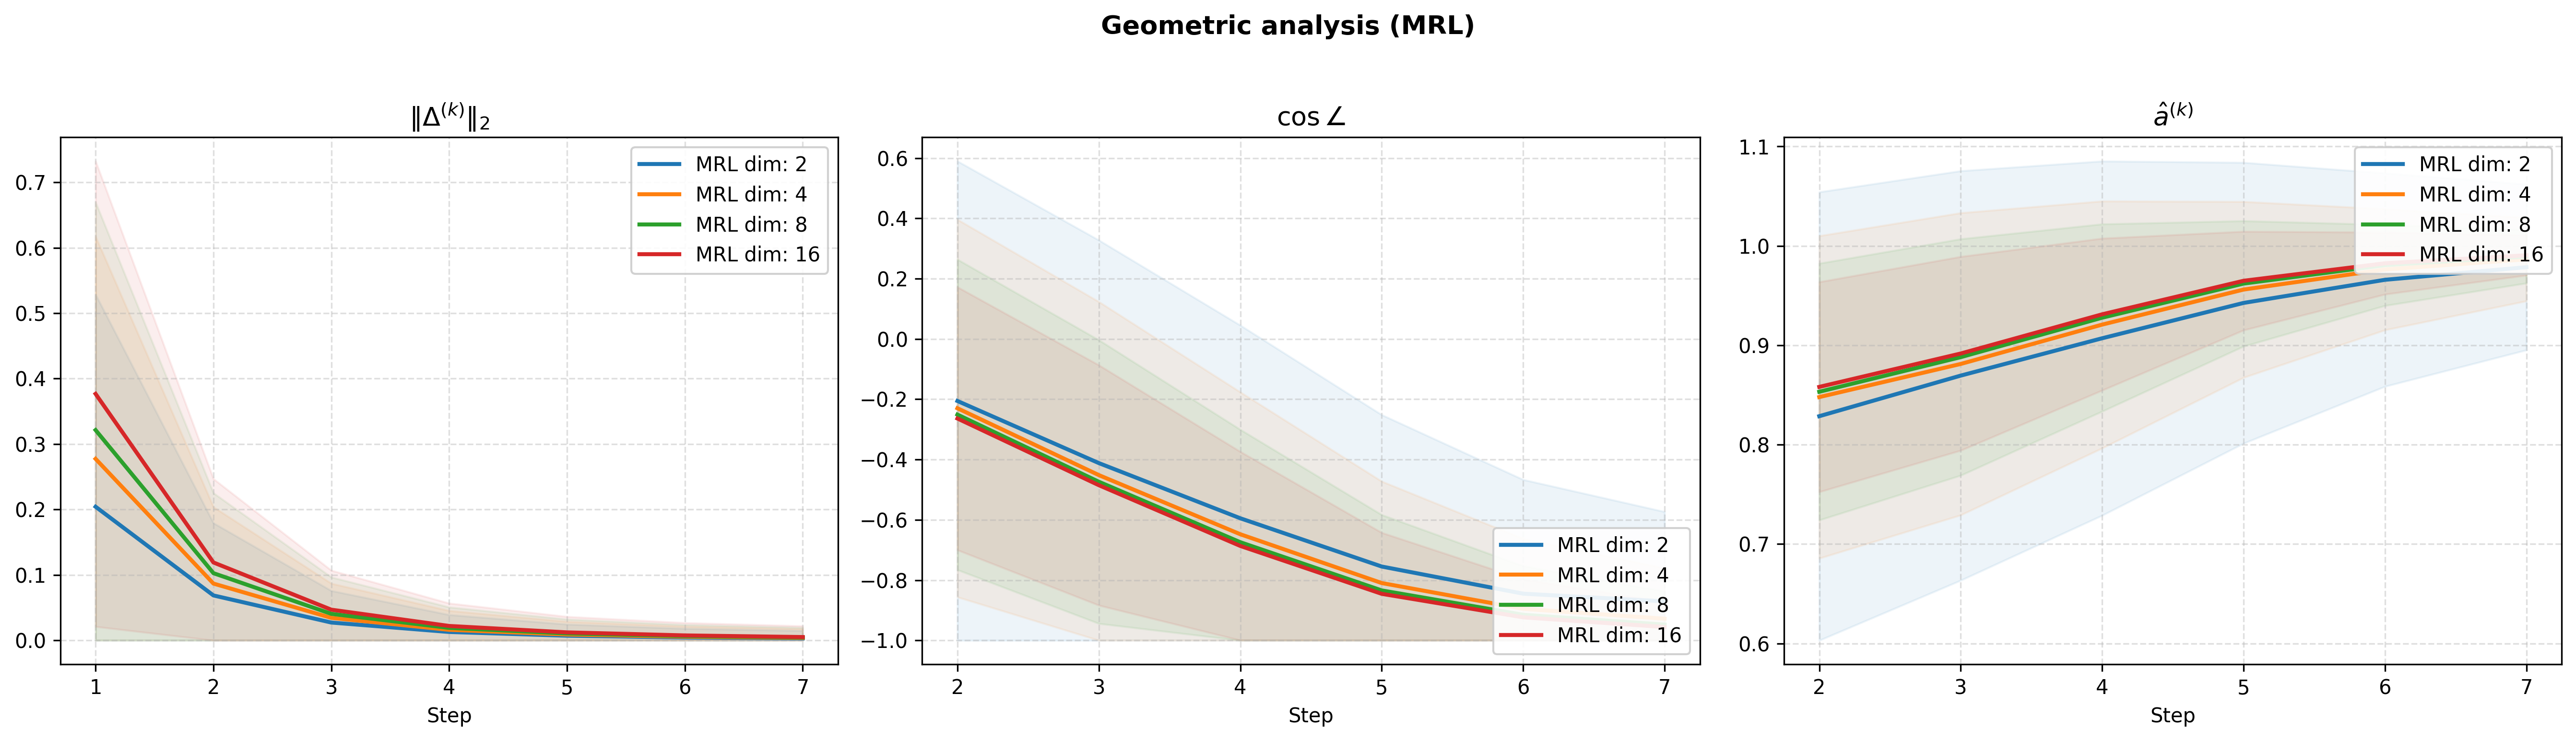 Geometric analysis (MRL)
‖Δ⁽ᵏ⁾‖₂
MRL dim: 2
MRL dim: 4
MRL dim: 8
MRL dim: 16
0.7
0.6
0.5
0.4
0.3
0.2
0.1
0.0
1 2 3 4 5 6 7
Step
cos ∠
0.6
0.4
0.2
0.0
−0.2
−0.4
−0.6
−0.8
−1.0
MRL dim: 2
MRL dim: 4
MRL dim: 8
MRL dim: 16
2 3 4 5 6 7
Step
â⁽ᵏ⁾
1.1
1.0
0.9
0.8
0.7
0.6
MRL dim: 2
MRL dim: 4
MRL dim: 8
MRL dim: 16
2 3 4 5 6 7
Step